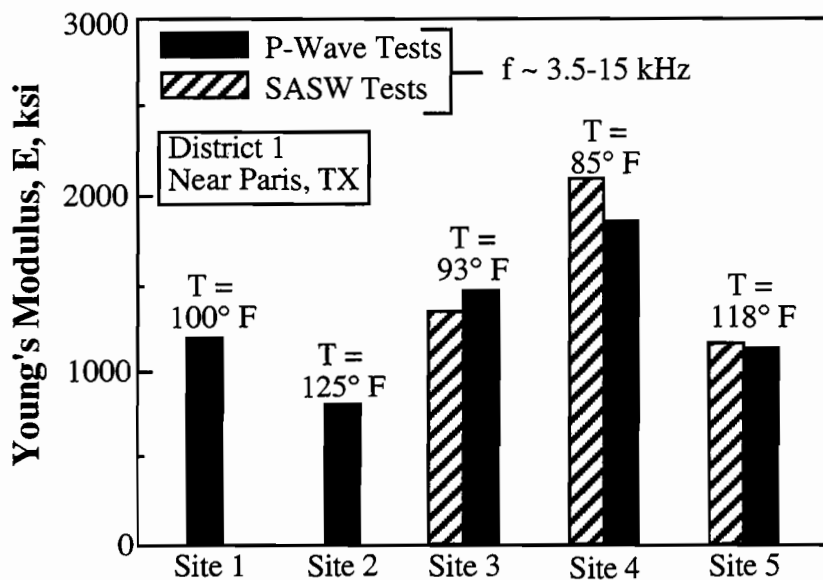 3000
2000
1000
0
Young's Modulus, E, ksi
P-Wave Tests
SASW Tests
f ~ 3.5-15 kHz
District 1
Near Paris, TX
T =
100° F
T =
125° F
T =
93° F
T =
85° F
T =
118° F
Site 1
Site 2
Site 3
Site 4
Site 5